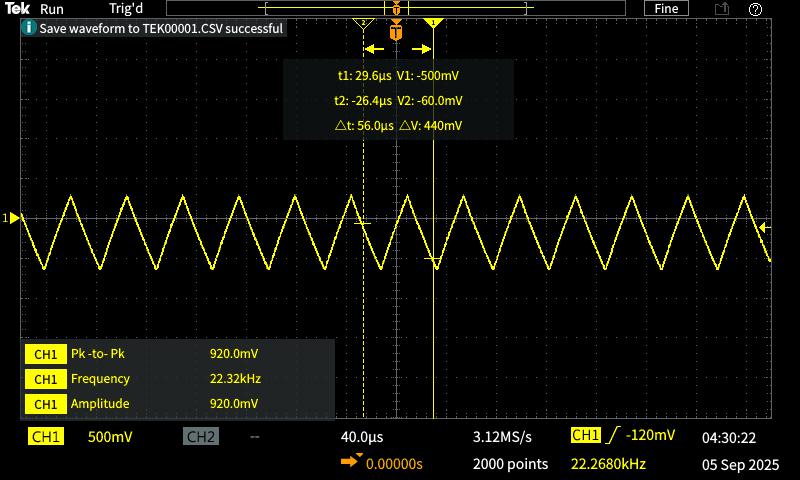 Tek Run Trig'd Fine ?
i Save waveform to TEK00001.CSV successful
2 T 1
t1: 29.6µs V1: -500mV
t2: -26.4µs V2: -60.0mV
△t: 56.0µs △V: 440mV
1
CH1 Pk -to- Pk 920.0mV
CH1 Frequency 22.32kHz
CH1 Amplitude 920.0mV
CH1 500mV CH2 -- 40.0µs 3.12MS/s CH1 -120mV 04:30:22
0.00000s 2000 points 22.2680kHz 05 Sep 2025